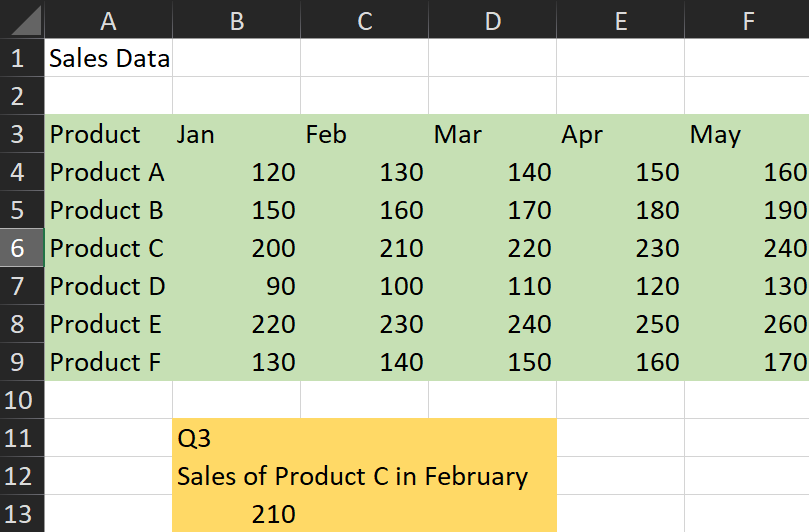 A B C D E F
1 Sales Data
2
3 Product Jan Feb Mar Apr May
4 Product A 120 130 140 150 160
5 Product B 150 160 170 180 190
6 Product C 200 210 220 230 240
7 Product D 90 100 110 120 130
8 Product E 220 230 240 250 260
9 Product F 130 140 150 160 170
10
11 Q3
12 Sales of Product C in February
13 210